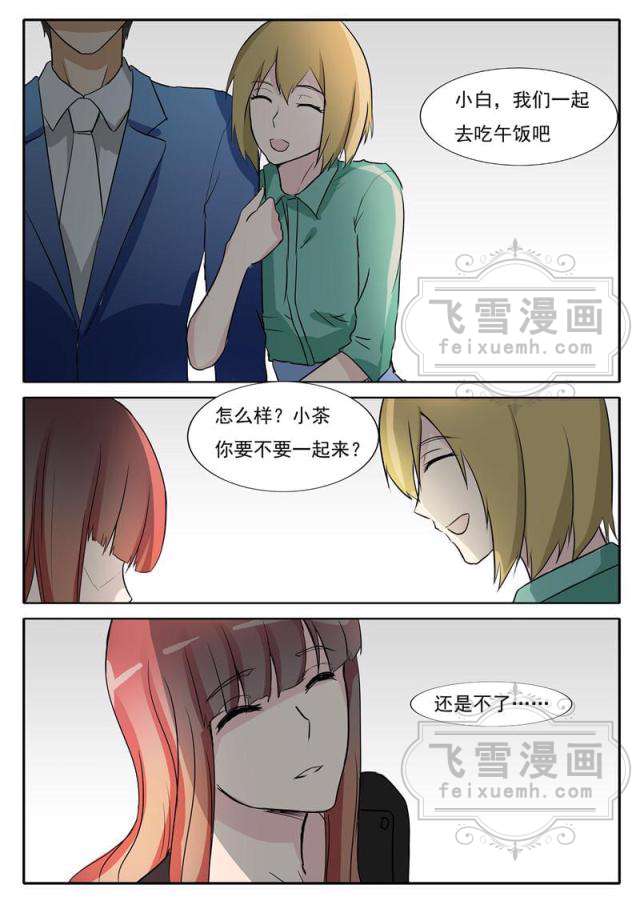 小白，我们一起
去吃午饭吧
飞雪漫画
feixuemh.com
怎么样？小茶
你要不要一起来？
还是不了……
飞雪漫画
feixuemh.com
D